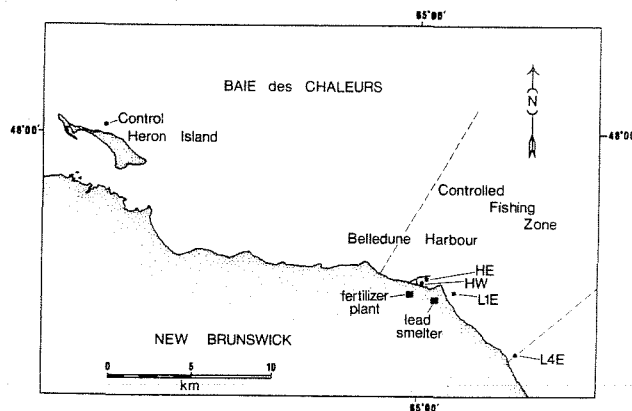 65°00'
BAIE des CHALEURS
Control
Heron Island
48°00'
48°00'
N
Controlled
Fishing
Zone
Belledune Harbour
HE
HW
L1E
fertilizer
plant
lead
smelter
NEW BRUNSWICK
L4E
0 5 10
km
65°00'